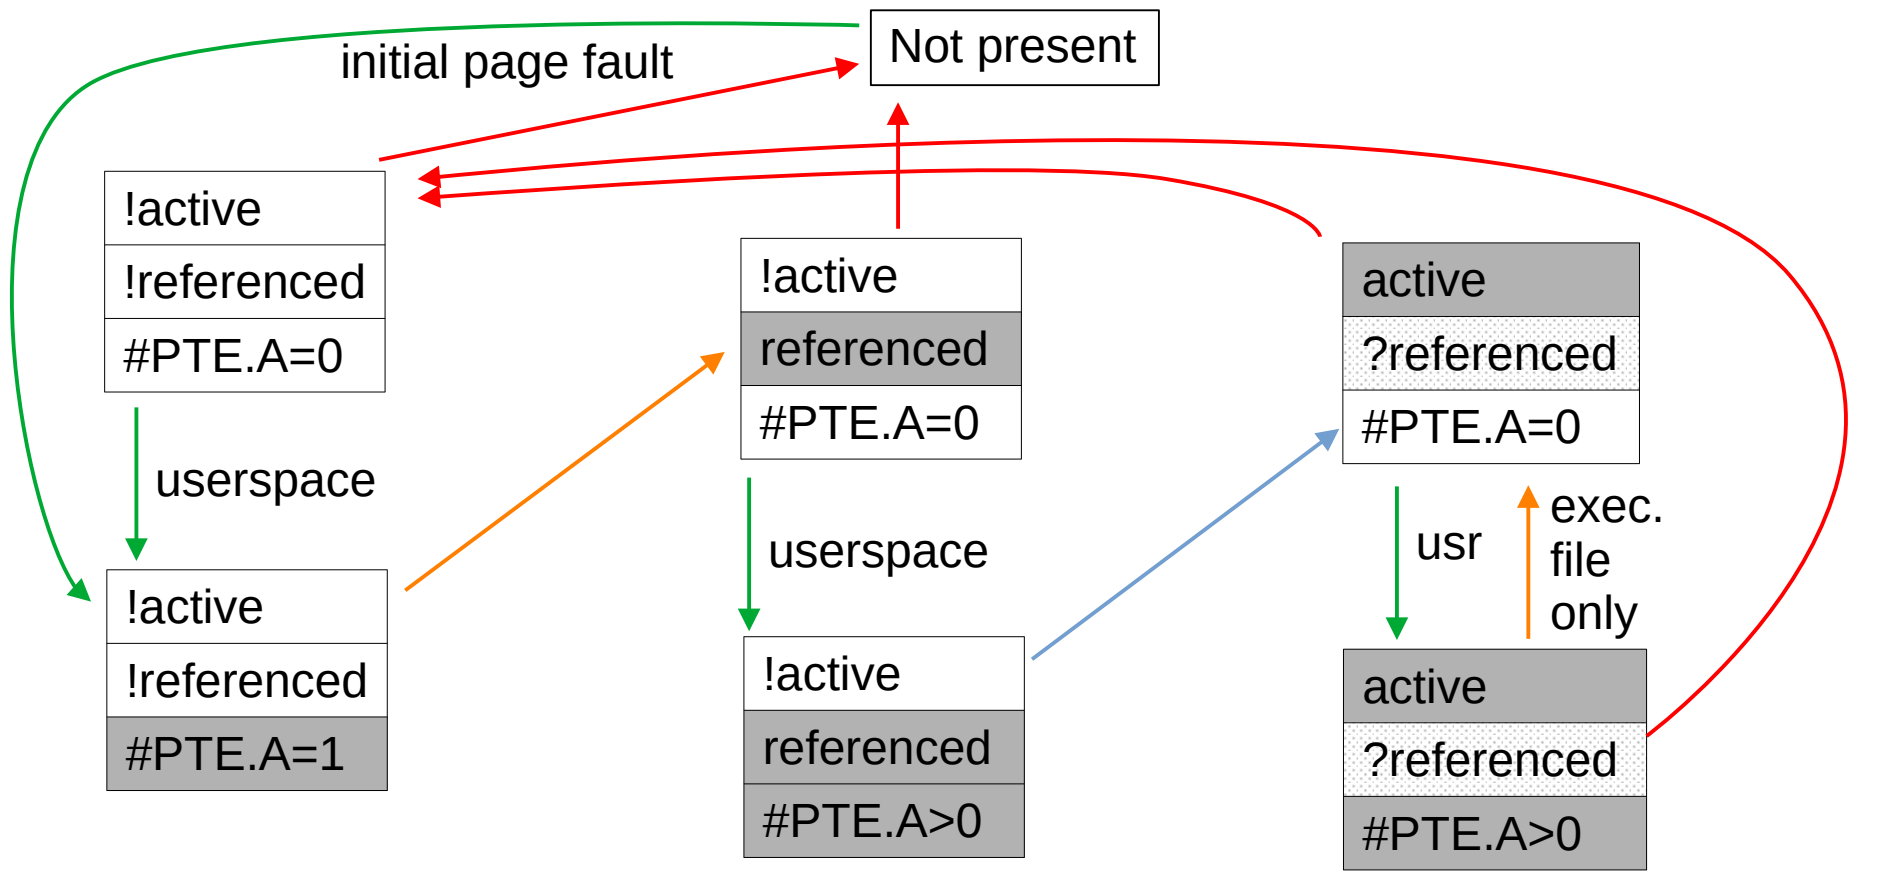 Not present
initial page fault
!active
!referenced
#PTE.A=0
userspace
!active
!referenced
#PTE.A=1
!active
referenced
#PTE.A=0
userspace
!active
referenced
#PTE.A>0
active
?referenced
#PTE.A=0
usr
exec.
file
only
active
?referenced
#PTE.A>0